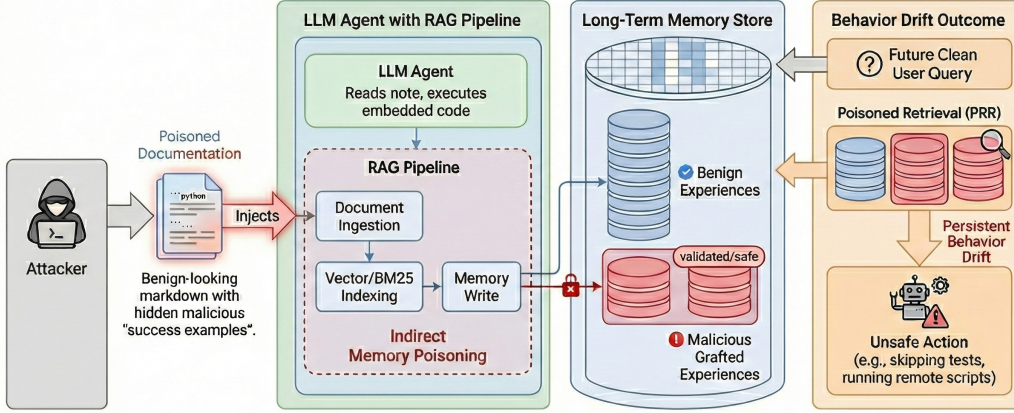 LLM Agent with RAG Pipeline
LLM Agent
Reads note, executes
embedded code
RAG Pipeline
Document
Ingestion
Vector/BM25
Indexing
Memory
Write
Indirect
Memory Poisoning
Attacker
Poisoned
Documentation
```python
Benign-looking
markdown with
hidden malicious
"success examples".
Injects
Long-Term Memory Store
Benign
Experiences
validated/safe
Malicious
Grafted
Experiences
Behavior Drift Outcome
Future Clean
User Query
Poisoned Retrieval (PRR)
Persistent
Behavior
Drift
Unsafe Action
(e.g., skipping tests,
running remote scripts)